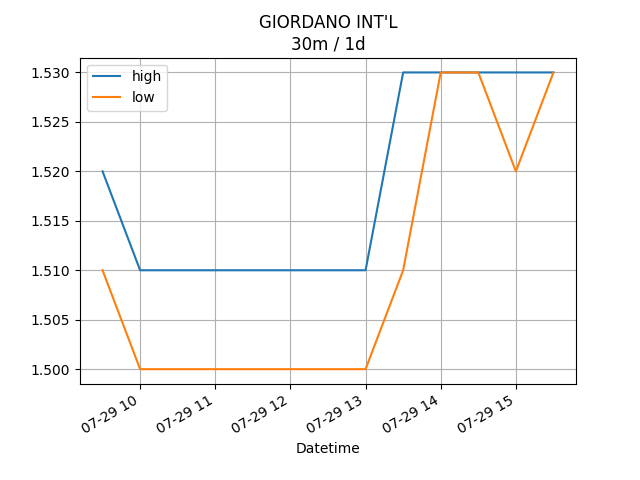 GIORDANO INT'L
30m / 1d
high
low
1.530
1.525
1.520
1.515
1.510
1.505
1.500
07-29 10
07-29 11
07-29 12
07-29 13
07-29 14
07-29 15
Datetime